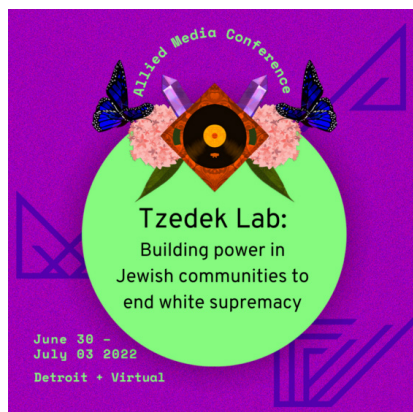 Allied Media Conference
Tzedek Lab:
Building power in
Jewish communities to
end white supremacy
June 30 –
July 03 2022
Detroit + Virtual